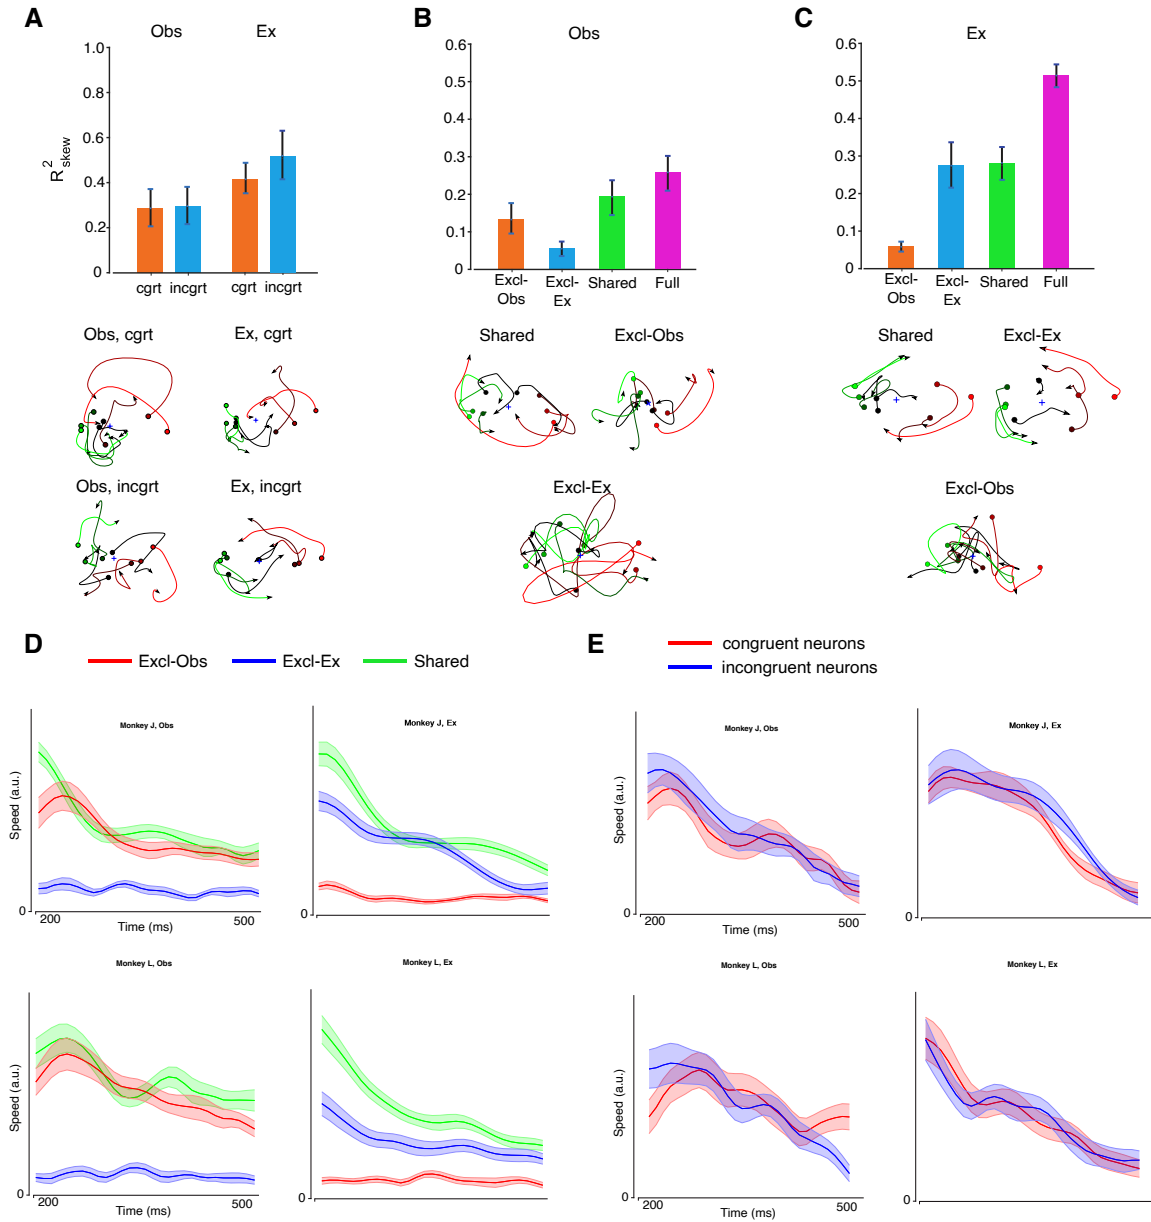 A
Obs Ex
1.0
0.8
0.6
0.4
0.2
0
R²skew
cgrt incgrt cgrt incgrt
Obs, cgrt Ex, cgrt
Obs, incgrt Ex, incgrt
B
Obs
0.6
0.5
0.4
0.3
0.2
0.1
0
Excl-Obs Excl-Ex Shared Full
Shared Excl-Obs
Excl-Ex
C
Ex
0.6
0.5
0.4
0.3
0.2
0.1
0
Excl-Obs Excl-Ex Shared Full
Shared Excl-Ex
Excl-Obs
D
Excl-Obs Excl-Ex Shared
Monkey J, Obs
Speed (a.u.)
0
200 500
Time (ms)
Monkey J, Ex
0
Monkey L, Obs
Speed (a.u.)
0
200 500
Time (ms)
Monkey L, Ex
0
E
congruent neurons
incongruent neurons
Monkey J, Obs
Speed (a.u.)
0
200 500
Time (ms)
Monkey J, Ex
0
Monkey L, Obs
Speed (a.u.)
0
200 500
Time (ms)
Monkey L, Ex
0